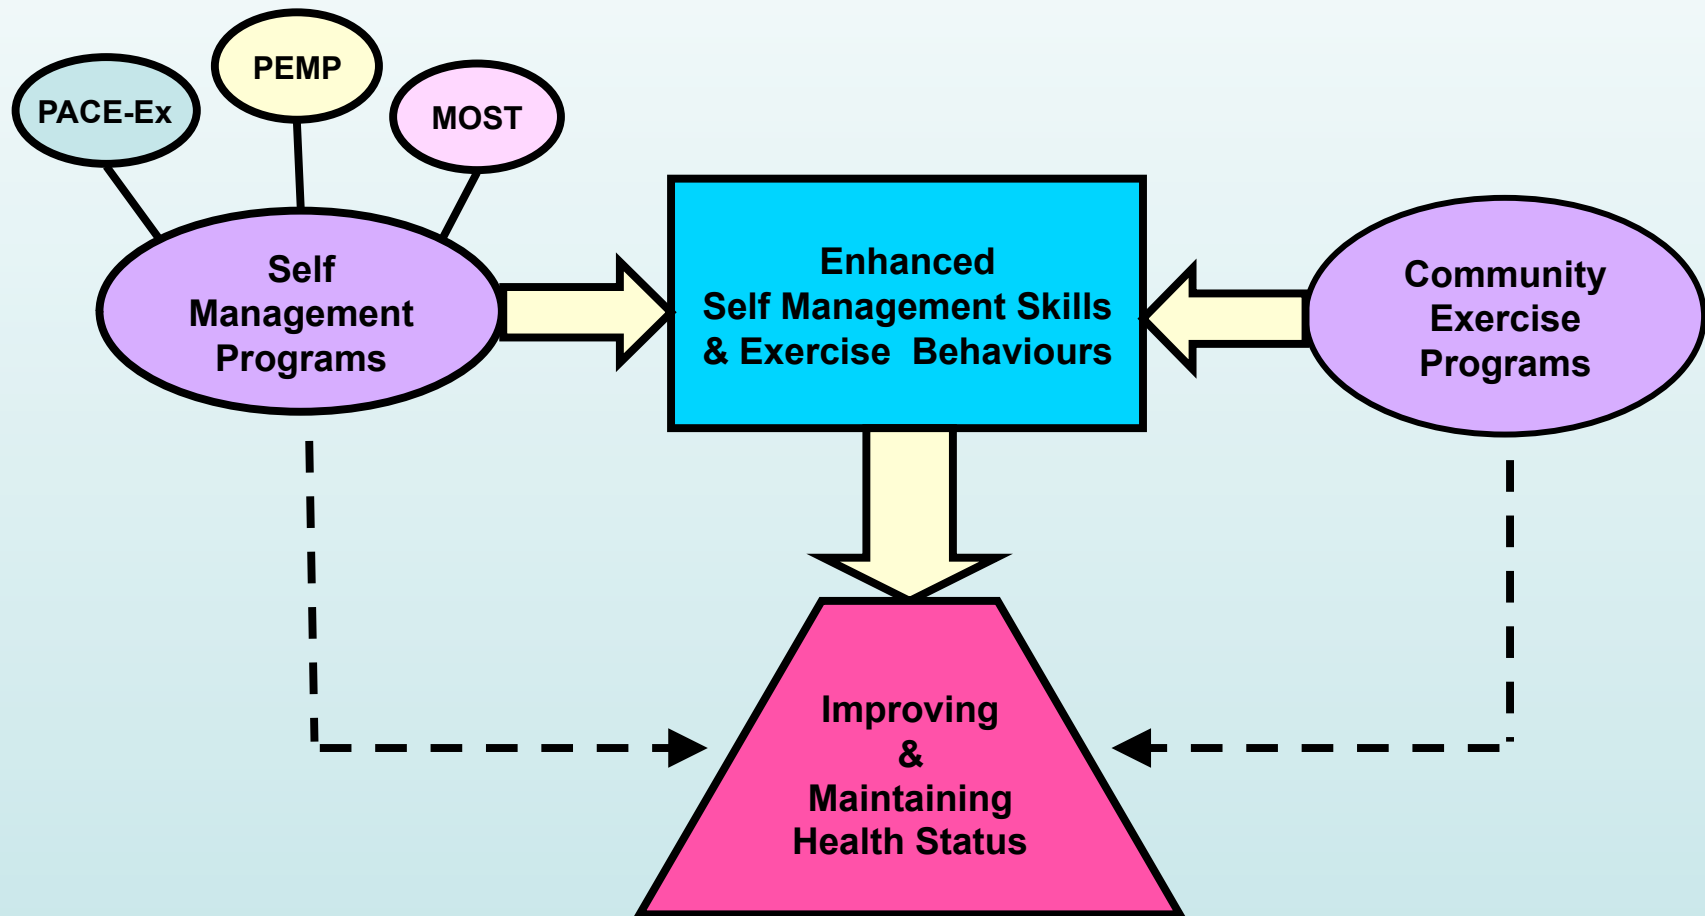 PACE-Ex
PEMP
MOST
Self
Management
Programs
Enhanced
Self Management Skills
& Exercise  Behaviours
Community
Exercise
Programs
Improving
&
Maintaining
Health Status